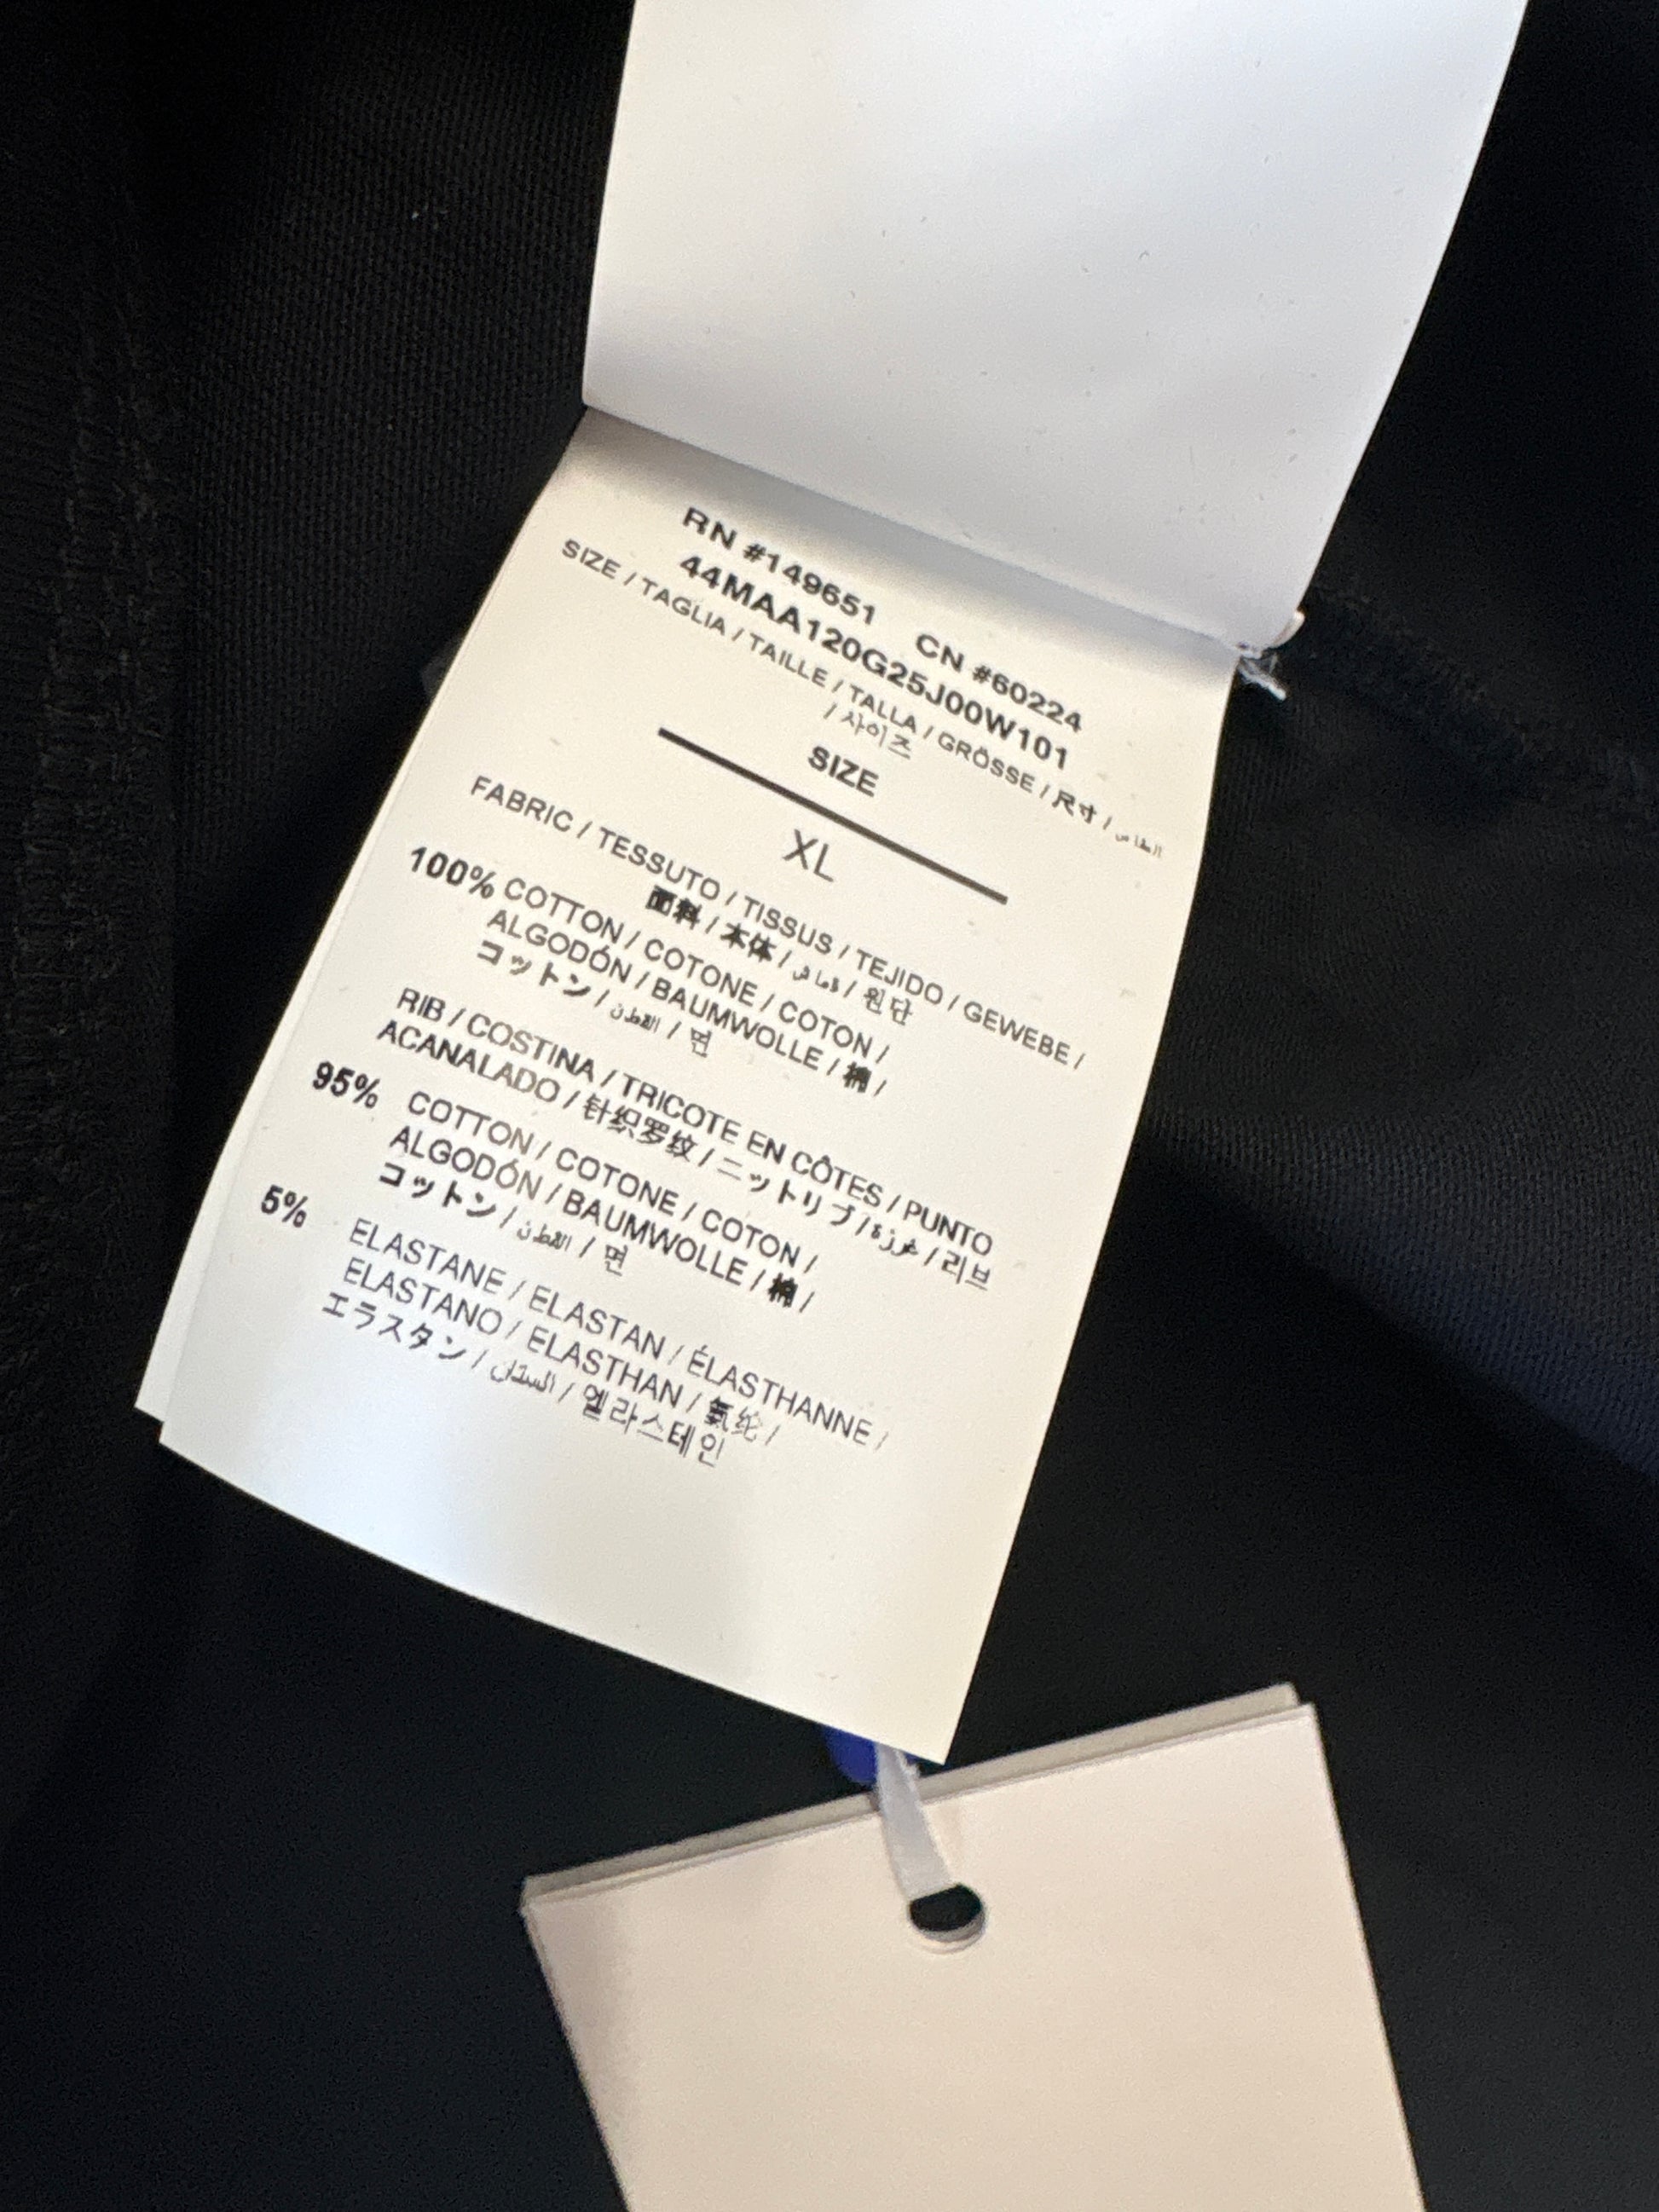 RN #149651 CN #60224
44MAA120G25J00W101
SIZE / TAGLIA / TAILLE / TALLA / GRÖSSE / 尺寸 /
/ 사이즈
SIZE
XL
FABRIC / TESSUTO / TISSUS / TEJIDO / GEWEBE /
面料 / 本体 / قماش / 원단
100% COTTON / COTONE / COTON /
ALGODÓN / BAUMWOLLE / 棉 /
コットン / القطن / 면
RIB / COSTINA / TRICOTE EN CÔTES / PUNTO
ACANALADO / 针织罗纹 / ニットリブ / غرزة / 리브
95% COTTON / COTONE / COTON /
ALGODÓN / BAUMWOLLE / 棉 /
コットン / القطن / 면
5% ELASTANE / ELASTAN / ÉLASTHANNE /
ELASTANO / ELASTHAN / 氨纶 /
エラスタン / / 엘라스테인